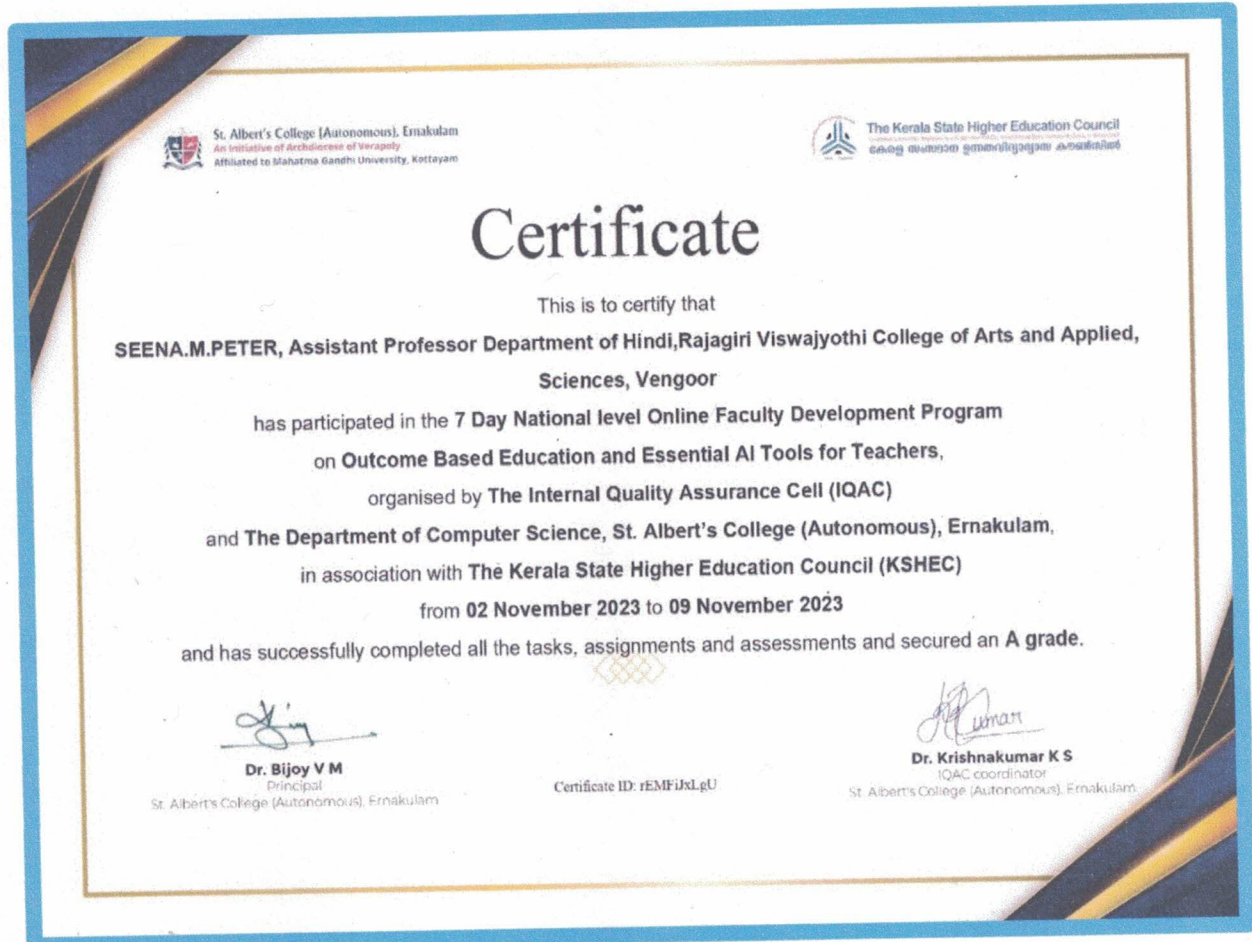 St. Albert's College (Autonomous), Ernakulam
An Initiative of Archdiocese of Verapoly
Affiliated to Mahatma Gandhi University, Kottayam
The Kerala State Higher Education Council
കേരള സംസ്ഥാന ഉന്നതവിദ്യാഭ്യാസ കൗൺസിൽ
Certificate
This is to certify that
SEENA.M.PETER, Assistant Professor Department of Hindi,Rajagiri Viswajyothi College of Arts and Applied,
Sciences, Vengoor
has participated in the 7 Day National level Online Faculty Development Program
on Outcome Based Education and Essential AI Tools for Teachers,
organised by The Internal Quality Assurance Cell (IQAC)
and The Department of Computer Science, St. Albert's College (Autonomous), Ernakulam,
in association with The Kerala State Higher Education Council (KSHEC)
from 02 November 2023 to 09 November 2023
and has successfully completed all the tasks, assignments and assessments and secured an A grade.
Kumar
Dr. Bijoy V M
Principal
St. Albert's College (Autonomous), Ernakulam
Certificate ID: rEMFiJxLgU
Dr. Krishnakumar K S
IQAC coordinator
St. Albert's College (Autonomous), Ernakulam